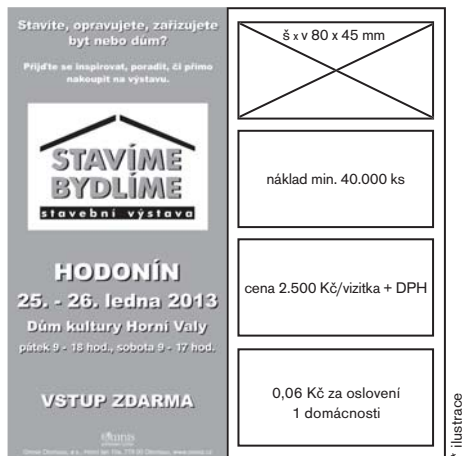 Stavíte, opravujete, zařizujete
byt nebo dům?
Přijďte se inspirovat, poradit, či přímo
nakoupit na výstavu.
STAVÍME
BYDLÍME
stavební výstava
HODONÍN
25. - 26. ledna 2013
Dům kultury Horní Valy
pátek 9 - 18 hod., sobota 9 - 17 hod.
VSTUP ZDARMA
Omnis
š x v 80 x 45 mm
náklad min. 40.000 ks
cena 2.500 Kč/vizitka + DPH
0,06 Kč za oslovení
1 domácnosti
* ilustrace